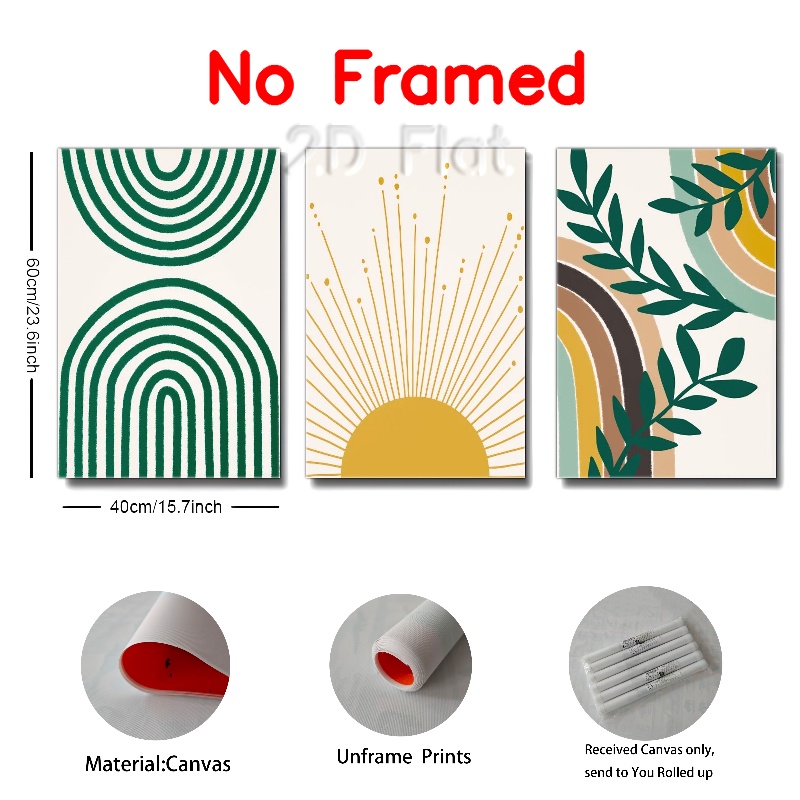 No Framed
2D Flat
60cm/23.6inch
40cm/15.7inch
Material:Canvas
Unframe Prints
Received Canvas only,
send to You Rolled up